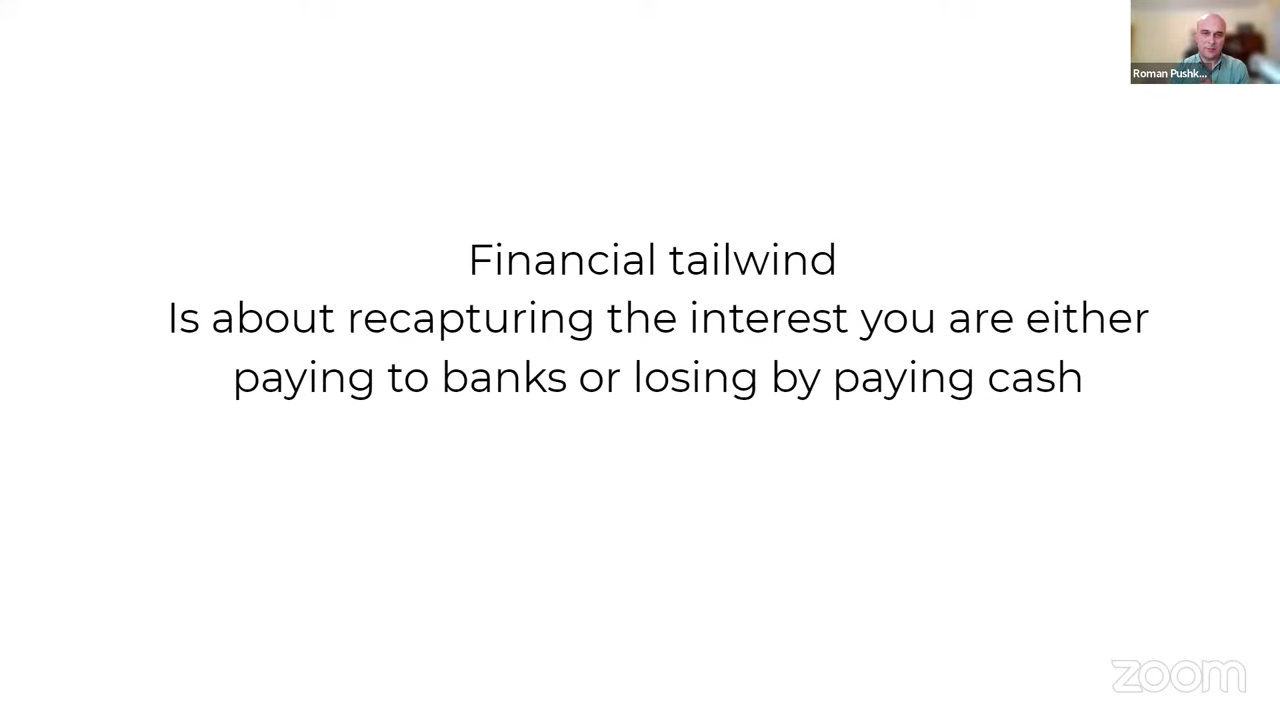 Roman Pushk...
Financial tailwind
Is about recapturing the interest you are either
paying to banks or losing by paying cash
zoom